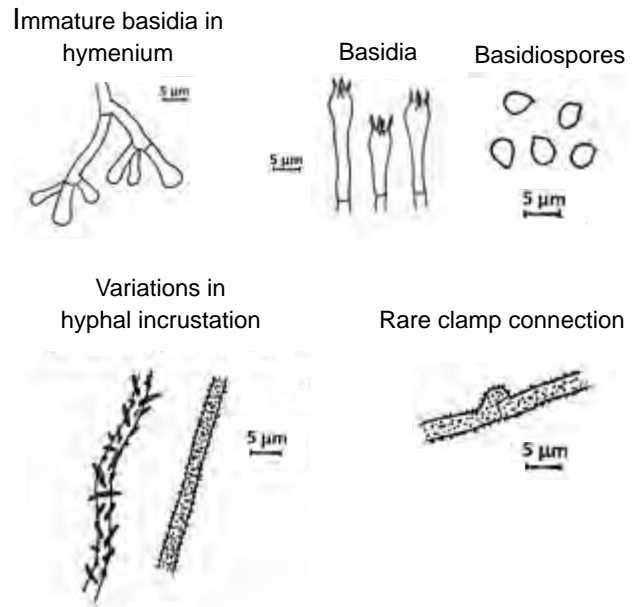 Immature basidia in
hymenium
5 µm
Basidia
5 µm
Basidiospores
5 µm
Variations in
hyphal incrustation
5 µm
Rare clamp connection
5 µm